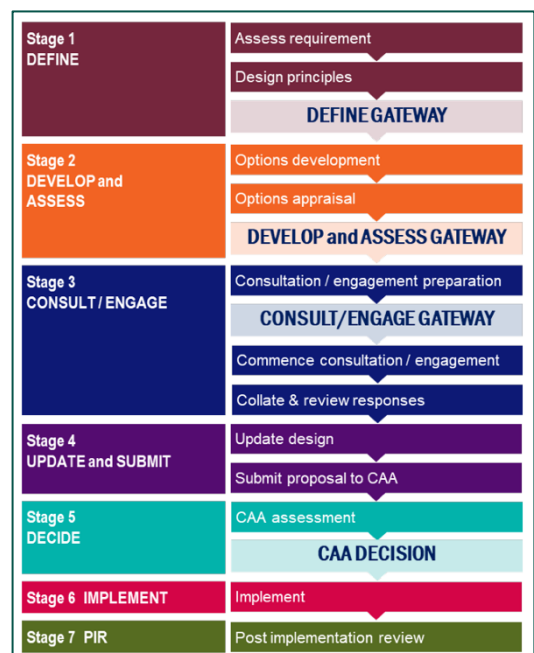 Stage 1
DEFINE
Assess requirement
Design principles
DEFINE GATEWAY
Stage 2
DEVELOP and
ASSESS
Options development
Options appraisal
DEVELOP and ASSESS GATEWAY
Stage 3
CONSULT / ENGAGE
Consultation / engagement preparation
CONSULT/ENGAGE GATEWAY
Commence consultation / engagement
Collate & review responses
Stage 4
UPDATE and SUBMIT
Update design
Submit proposal to CAA
Stage 5
DECIDE
CAA assessment
CAA DECISION
Stage 6 IMPLEMENT
Implement
Stage 7 PIR
Post implementation review